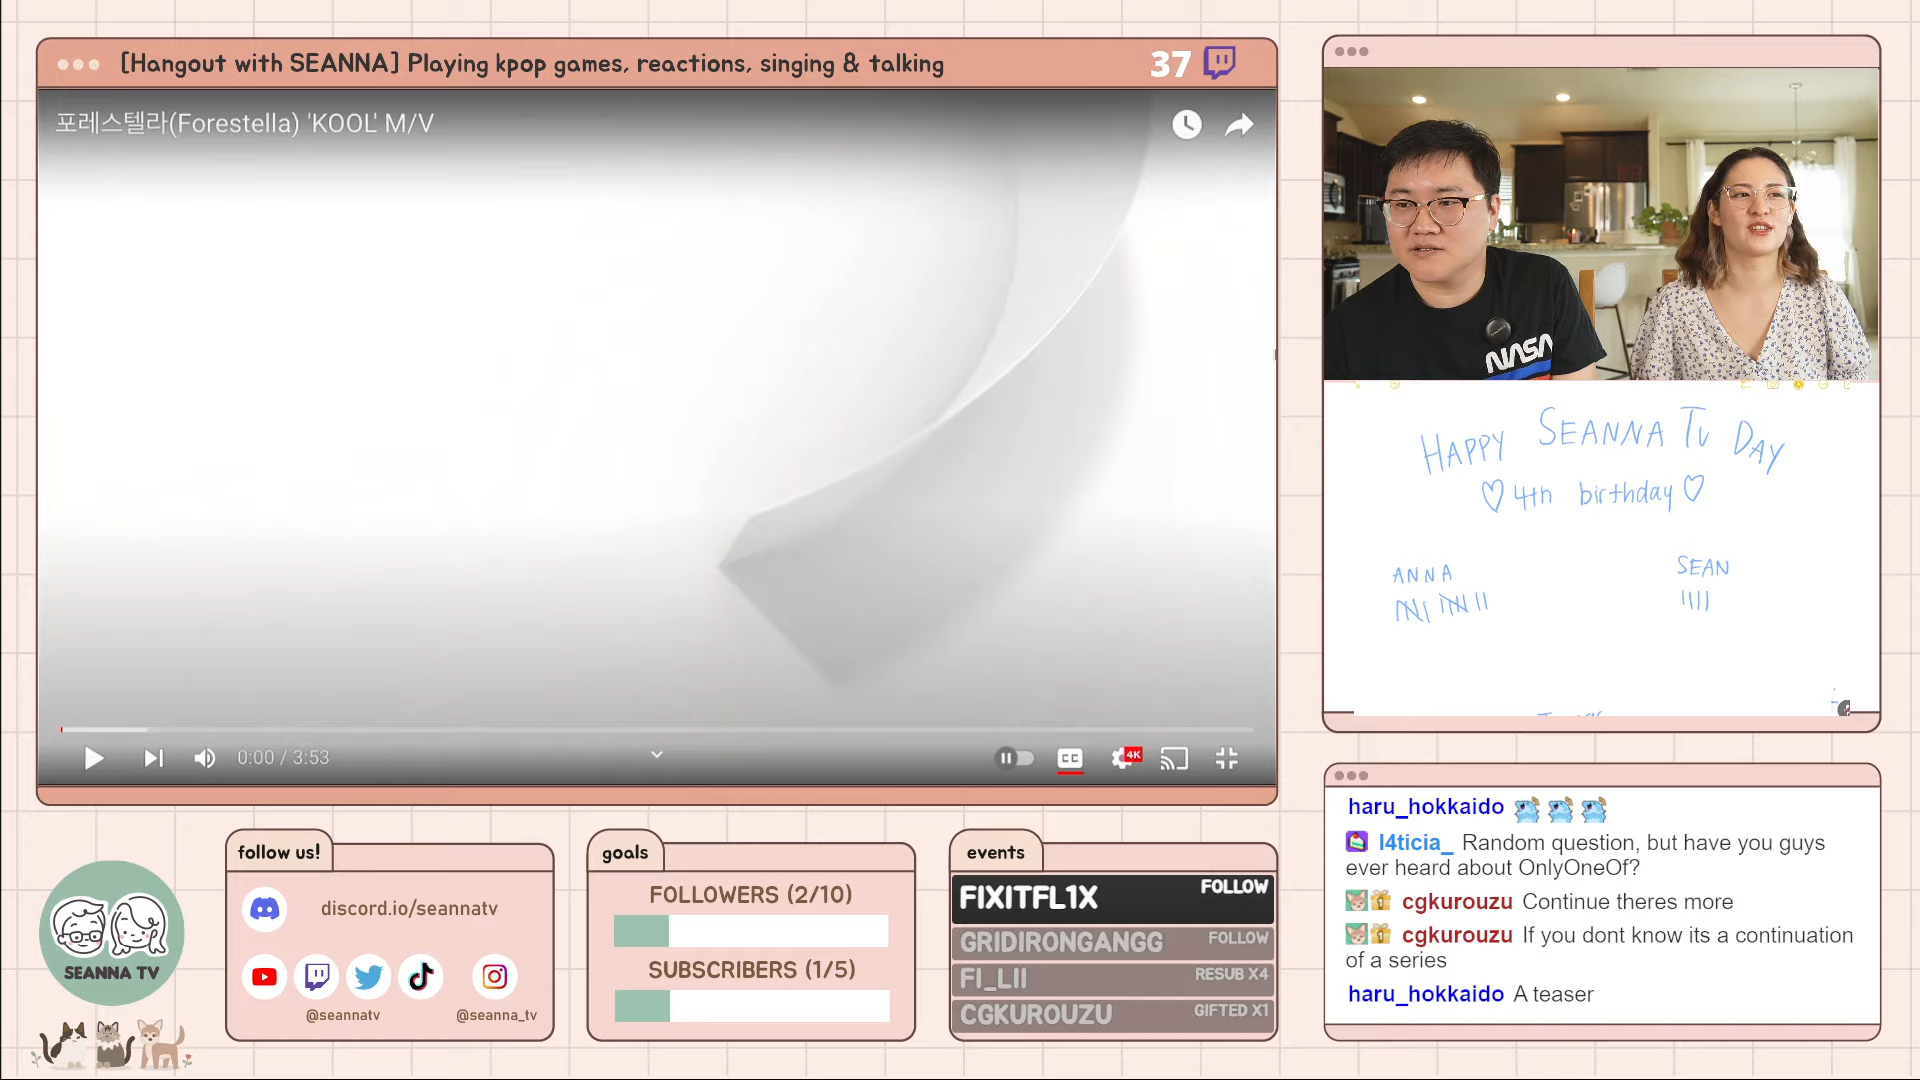 [Hangout with SEANNA] Playing kpop games, reactions, singing & talking
37
포레스텔라(Forestella) 'KOOL' M/V
0:00 / 3:53
CC
4K
NASA
HAPPY SEANNA TV DAY
♡ 4th birthday ♡
ANNA
SEAN
follow us!
discord.io/seannatv
@seannatv
@seanna_tv
SEANNA TV
goals
FOLLOWERS (2/10)
SUBSCRIBERS (1/5)
events
FIXITFL1X FOLLOW
GRIDIRONGANGG FOLLOW
FI_LII RESUB X4
CGKUROUZU GIFTED X1
haru_hokkaido
l4ticia_ Random question, but have you guys
ever heard about OnlyOneOf?
cgkurouzu Continue theres more
cgkurouzu If you dont know its a continuation
of a series
haru_hokkaido A teaser